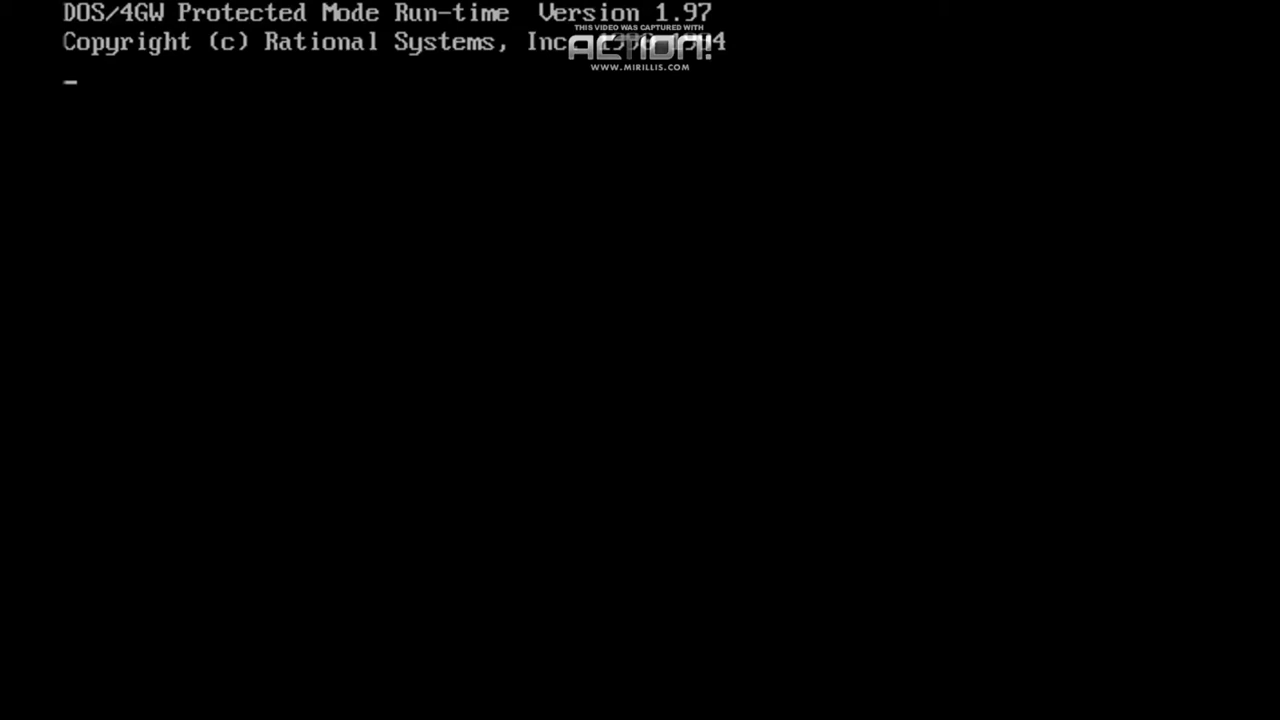 DOS/4GW Protected Mode Run-time  Version 1.97
THIS VIDEO WAS CAPTURED WITH
Copyright (c) Rational Systems, Inc.
ACTION!
WWW.MIRILLIS.COM